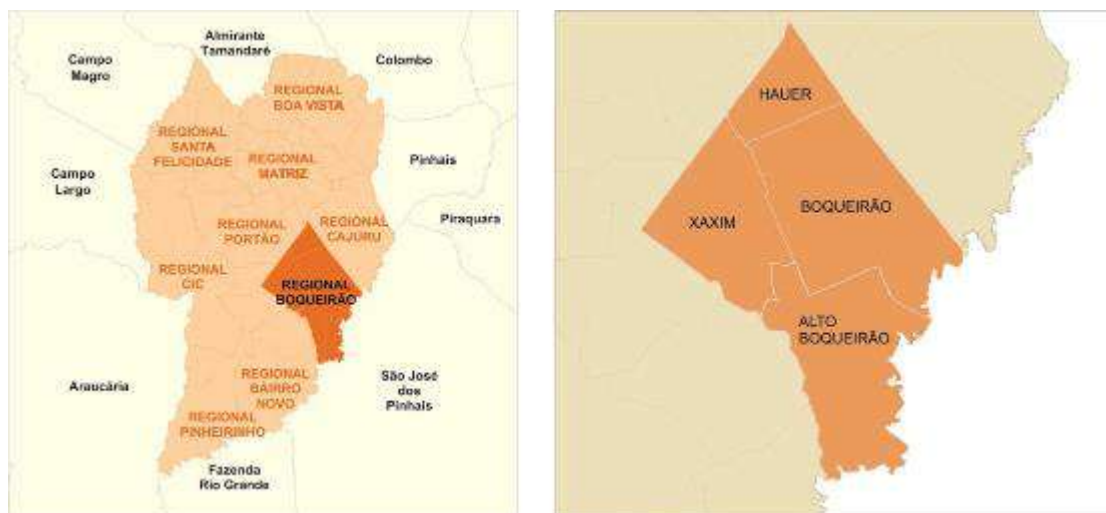 Almirante
Tamandaré
Campo
Magro
Colombo
REGIONAL
BOA VISTA
REGIONAL
SANTA
FELICIDADE
REGIONAL
MATRIZ
Pinhais
Campo
Largo
Piraquara
REGIONAL
PORTÃO
REGIONAL
CAJURU
REGIONAL
CIC
REGIONAL
BOQUEIRÃO
Araucária
REGIONAL
BAIRRO
NOVO
São José
dos
Pinhais
REGIONAL
PINHEIRINHO
Fazenda
Rio Grande
HAUER
BOQUEIRÃO
XAXIM
ALTO
BOQUEIRÃO